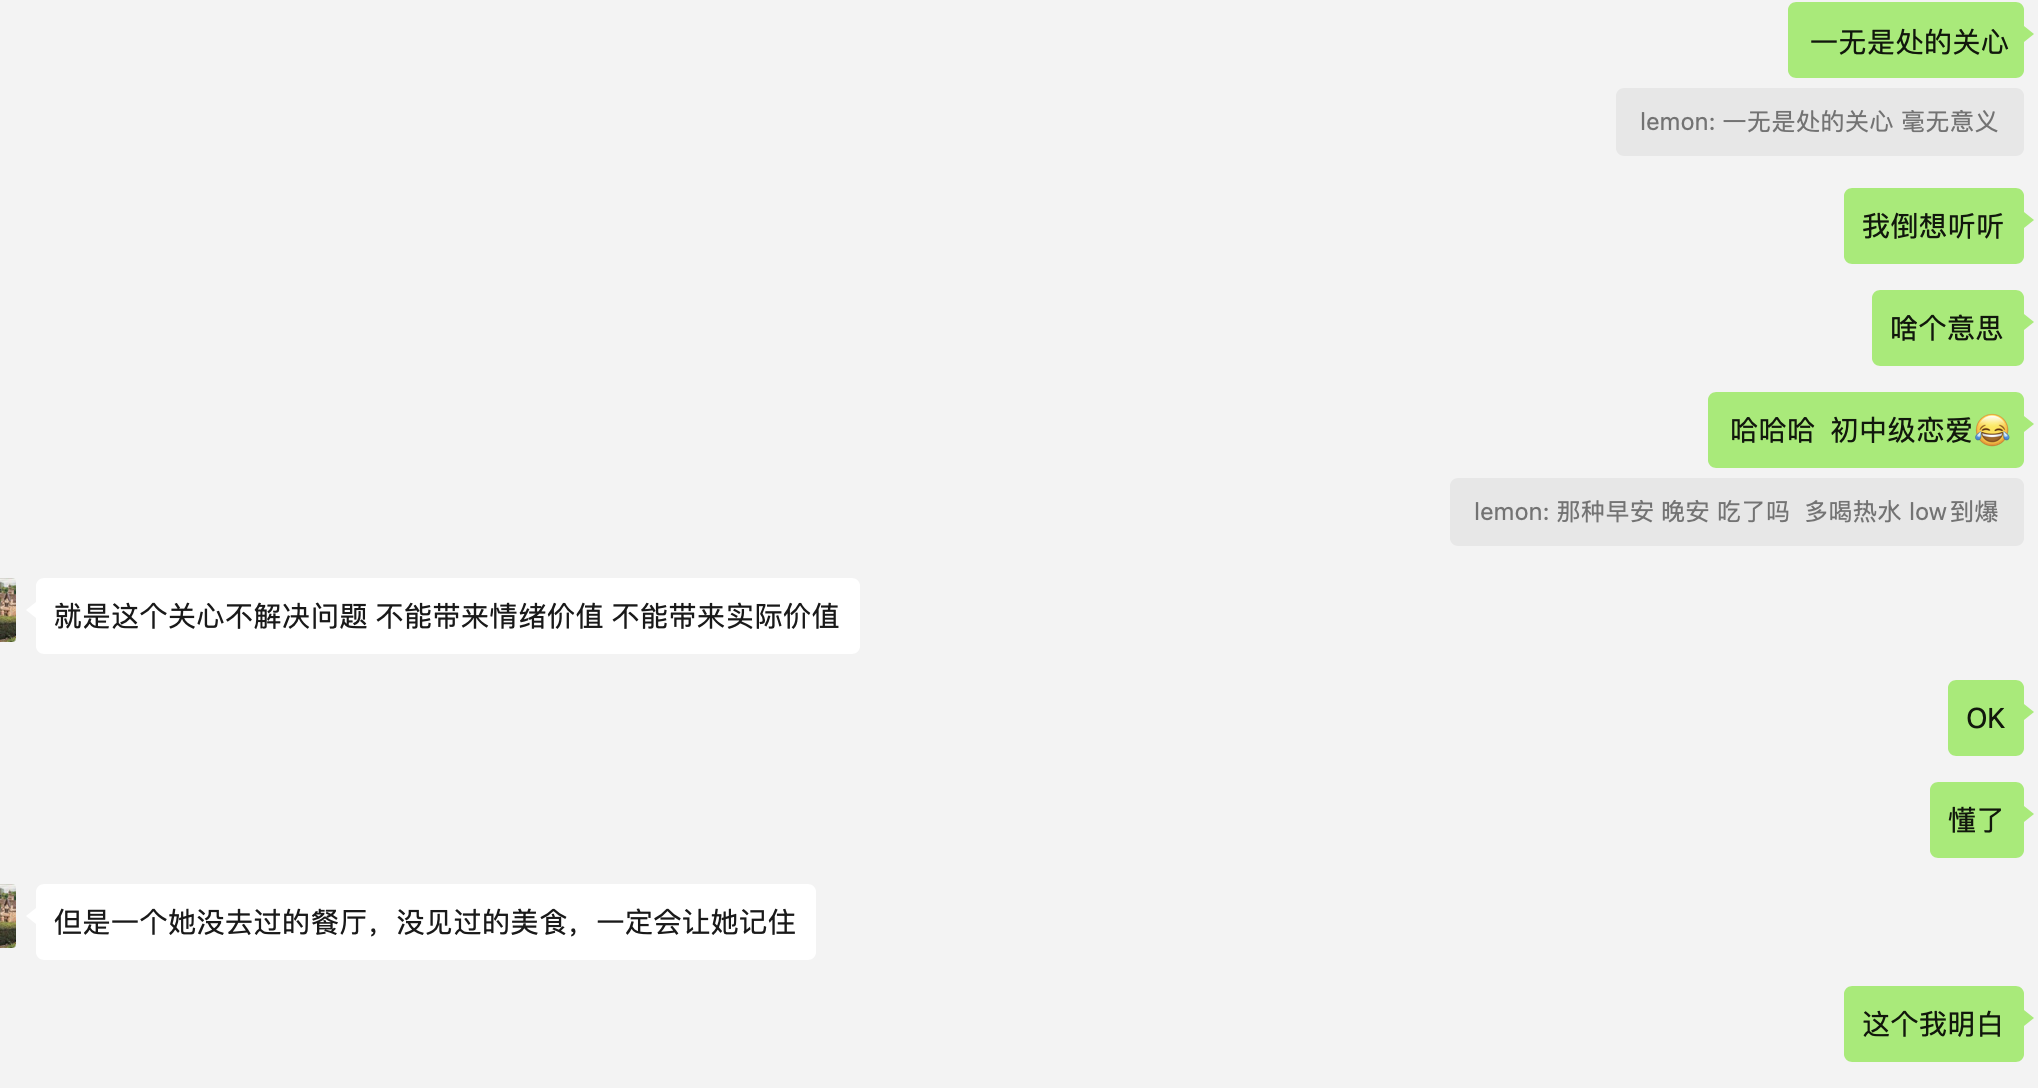 一无是处的关心
lemon: 一无是处的关心 毫无意义
我倒想听听
啥个意思
哈哈哈 初中级恋爱😂
lemon: 那种早安 晚安 吃了吗 多喝热水 low到爆
就是这个关心不解决问题 不能带来情绪价值 不能带来实际价值
OK
懂了
但是一个她没去过的餐厅，没见过的美食，一定会让她记住
这个我明白